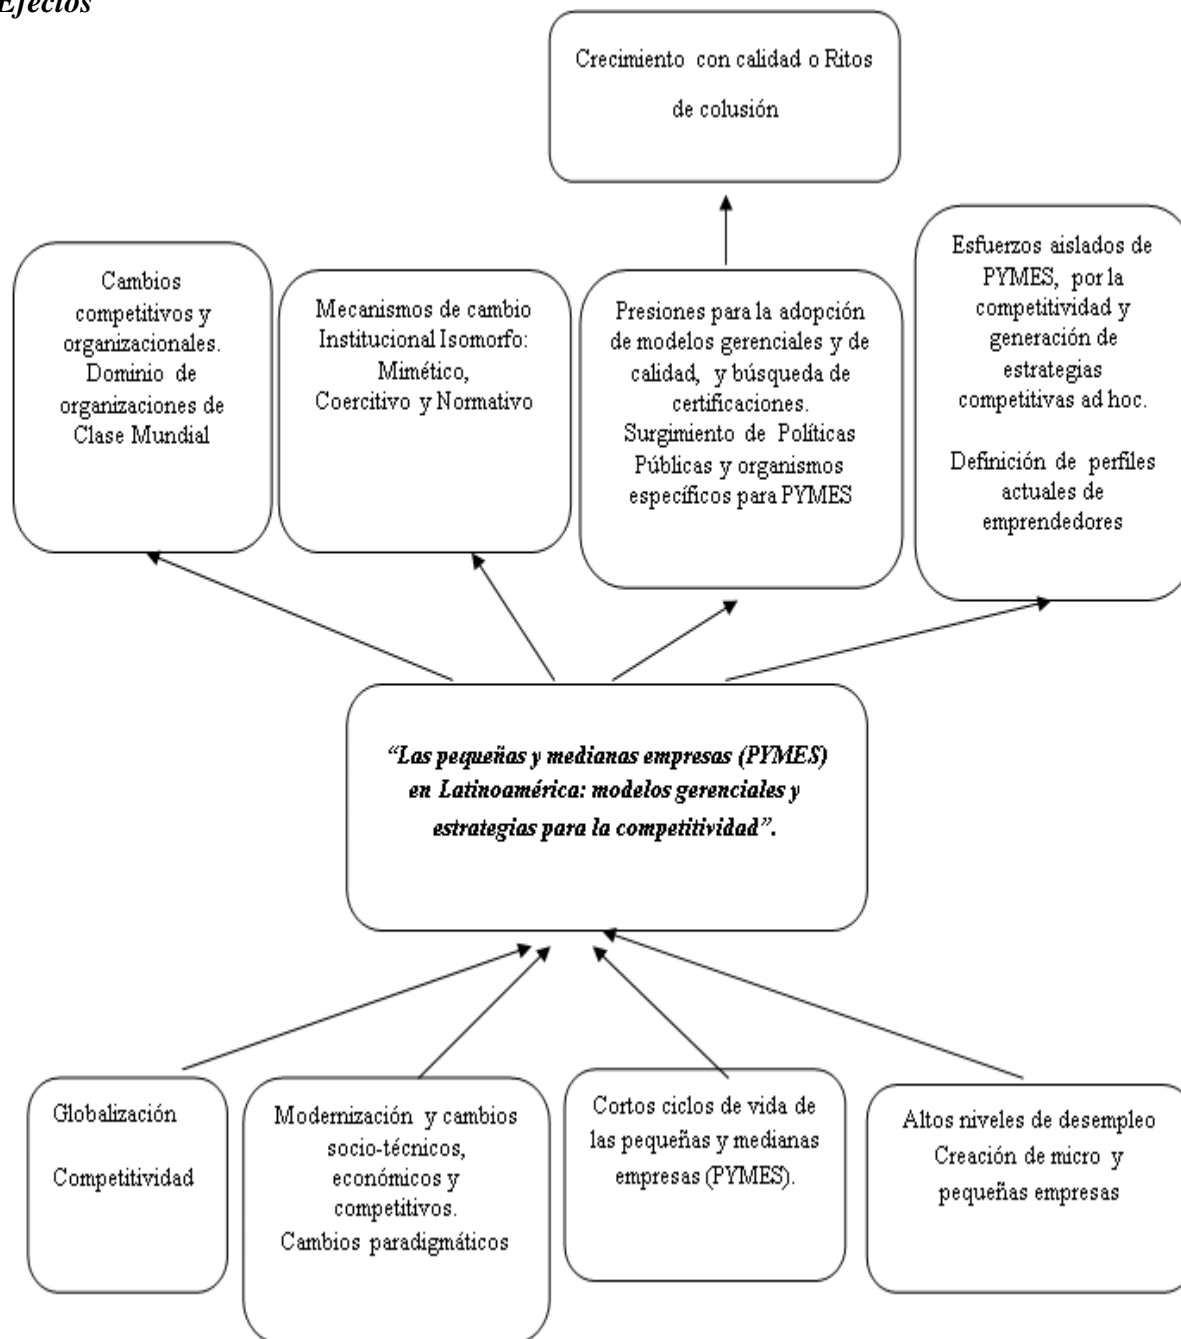 Efectos
Crecimiento con calidad o Ritos
de colusión
Cambios
competitivos y
organizacionales.
Dominio de
organizaciones de
Clase Mundial
Mecanismos de cambio
Institucional Isomorfo:
Mimético,
Coercitivo y Normativo
Presiones para la adopción
de modelos gerenciales y de
calidad, y búsqueda de
certificaciones.
Surgimiento de Políticas
Públicas y organismos
específicos para PYMES
Esfuerzos aislados de
PYMES, por la
competitividad y
generación de
estrategias
competitivas ad hoc.
Definición de perfiles
actuales de
emprendedores
“Las pequeñas y medianas empresas (PYMES)
en Latinoamérica: modelos gerenciales y
estrategias para la competitividad”.
Globalización
Competitividad
Modernización y cambios
socio-técnicos,
económicos y
competitivos.
Cambios paradigmáticos
Cortos ciclos de vida de
las pequeñas y medianas
empresas (PYMES).
Altos niveles de desempleo
Creación de micro y
pequeñas empresas